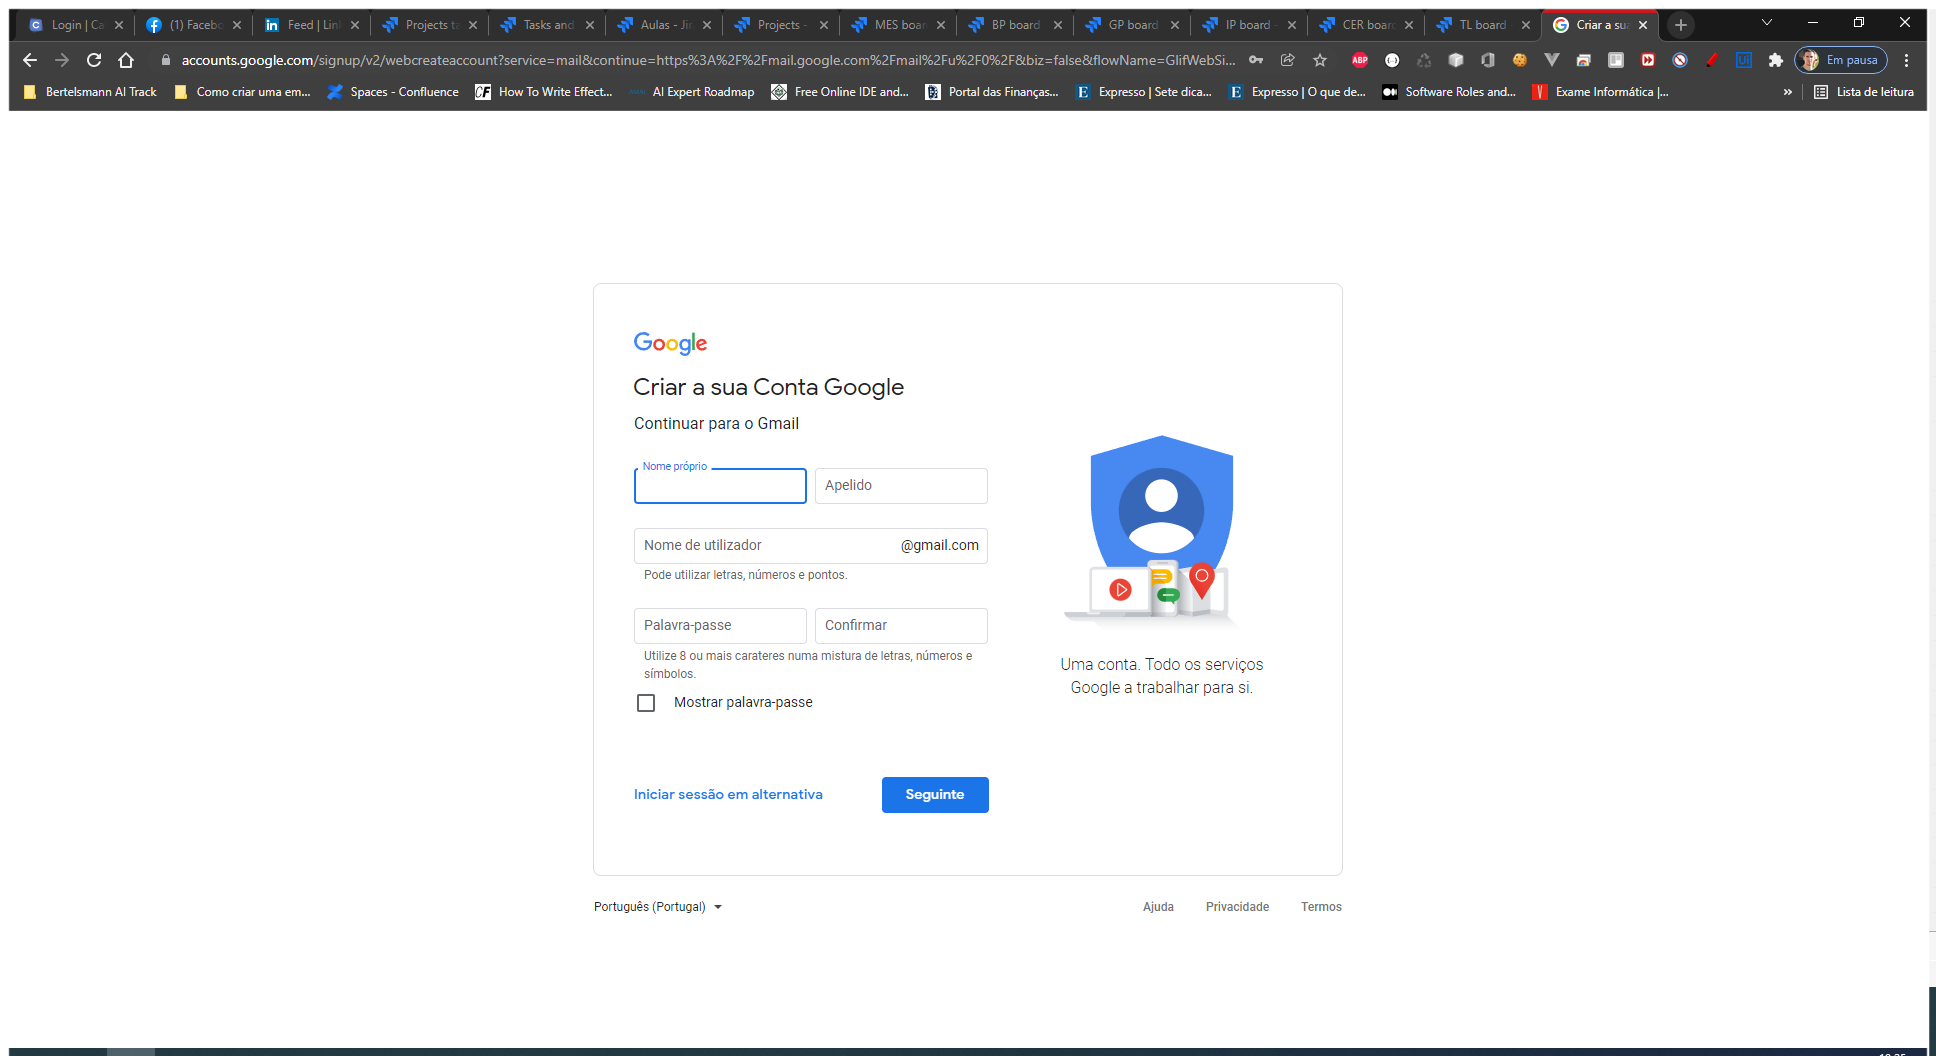 Login | Ca
(1) Facebo
Feed | Lin
Projects ta
Tasks and
Aulas - Jir
Projects -
MES boar
BP board
GP board
IP board -
CER boar
TL board
Criar a sua
accounts.google.com/signup/v2/webcreateaccount?service=mail&continue=https%3A%2F%2Fmail.google.com%2Fmail%2Fu%2F0%2F&biz=false&flowName=GlifWebSi...
ABP
Em pausa
Bertelsmann AI Track
Como criar uma em...
Spaces - Confluence
CF How To Write Effect...
AI Expert Roadmap
Free Online IDE and...
Portal das Finanças...
E Expresso | Sete dica...
E Expresso | O que de...
Software Roles and...
V Exame Informática |...
»
Lista de leitura
Google
Criar a sua Conta Google
Continuar para o Gmail
Nome próprio
Apelido
Nome de utilizador @gmail.com
Pode utilizar letras, números e pontos.
Palavra-passe
Confirmar
Utilize 8 ou mais carateres numa mistura de letras, números e
símbolos.
Mostrar palavra-passe
Uma conta. Todo os serviços
Google a trabalhar para si.
Iniciar sessão em alternativa
Seguinte
Português (Portugal)
Ajuda
Privacidade
Termos